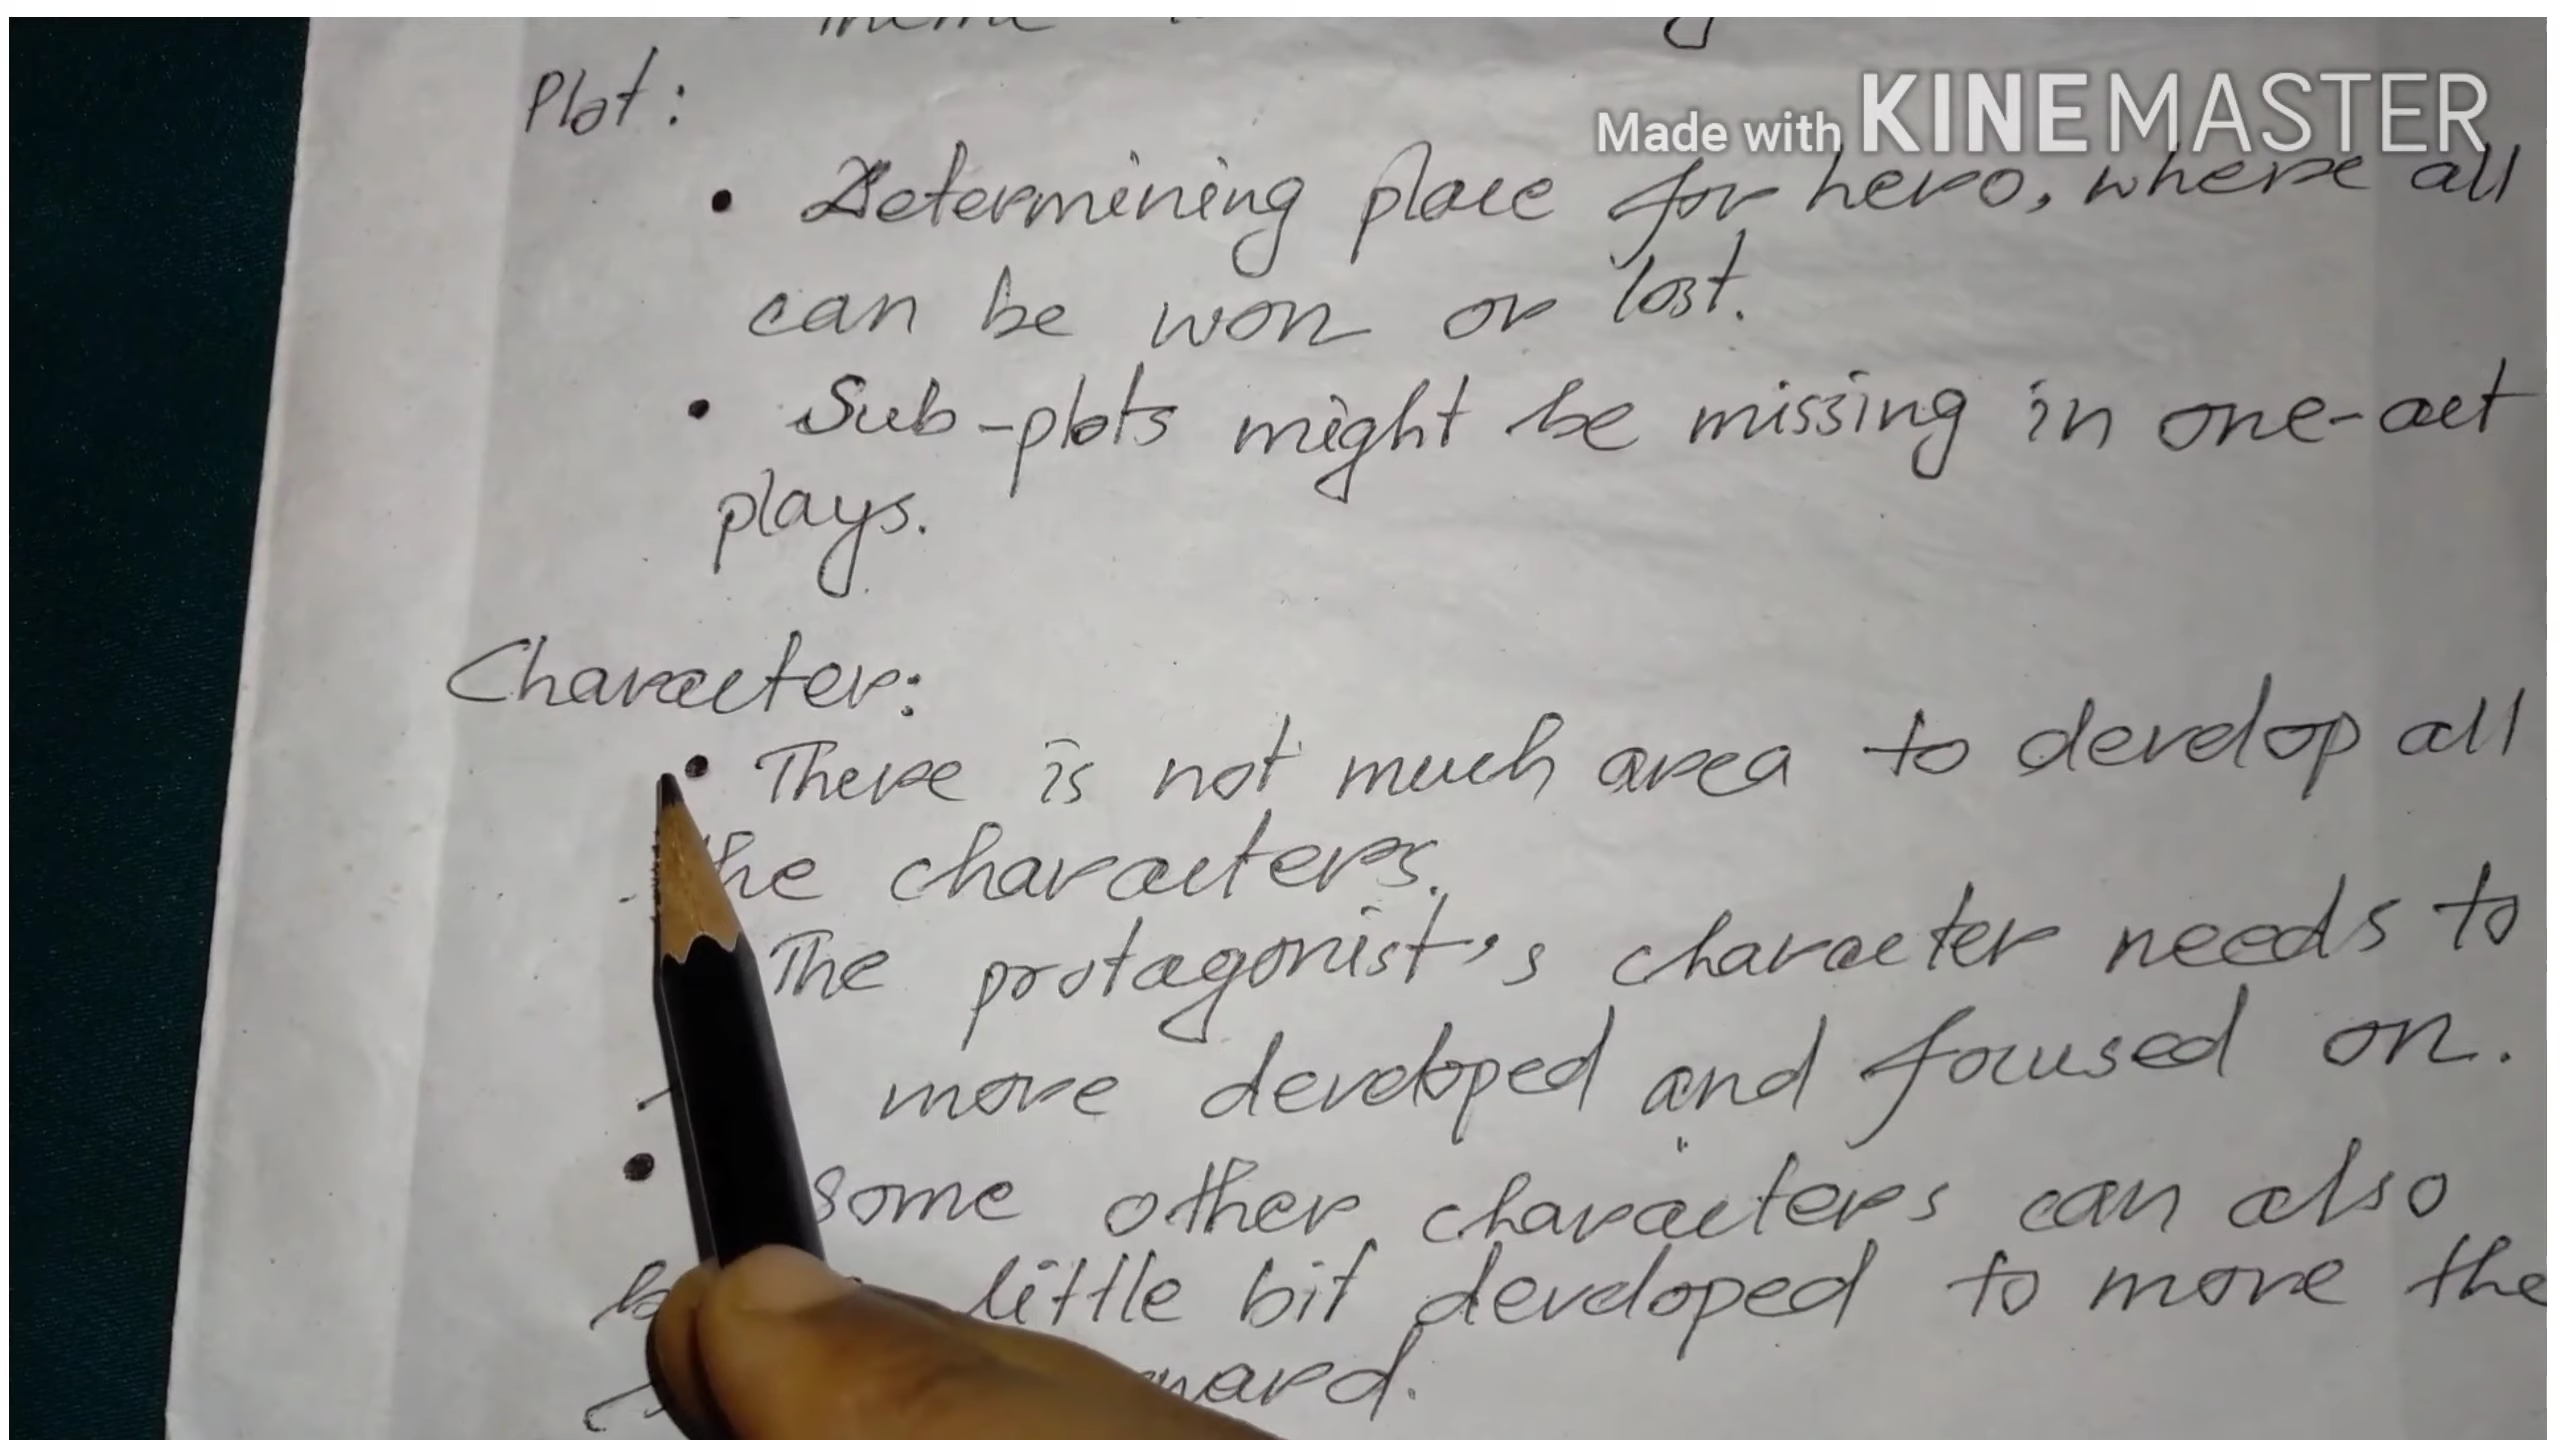 Made with KINEMASTER
Plot:
• Determining place for hero, where all
can be won or lost.
• Sub-plots might be missing in one-act
plays.
Character:
• There is not much area to develop all
the characters.
The protagonist's character needs to
more developed and focused on.
• some other characters can also
little bit developed to move the